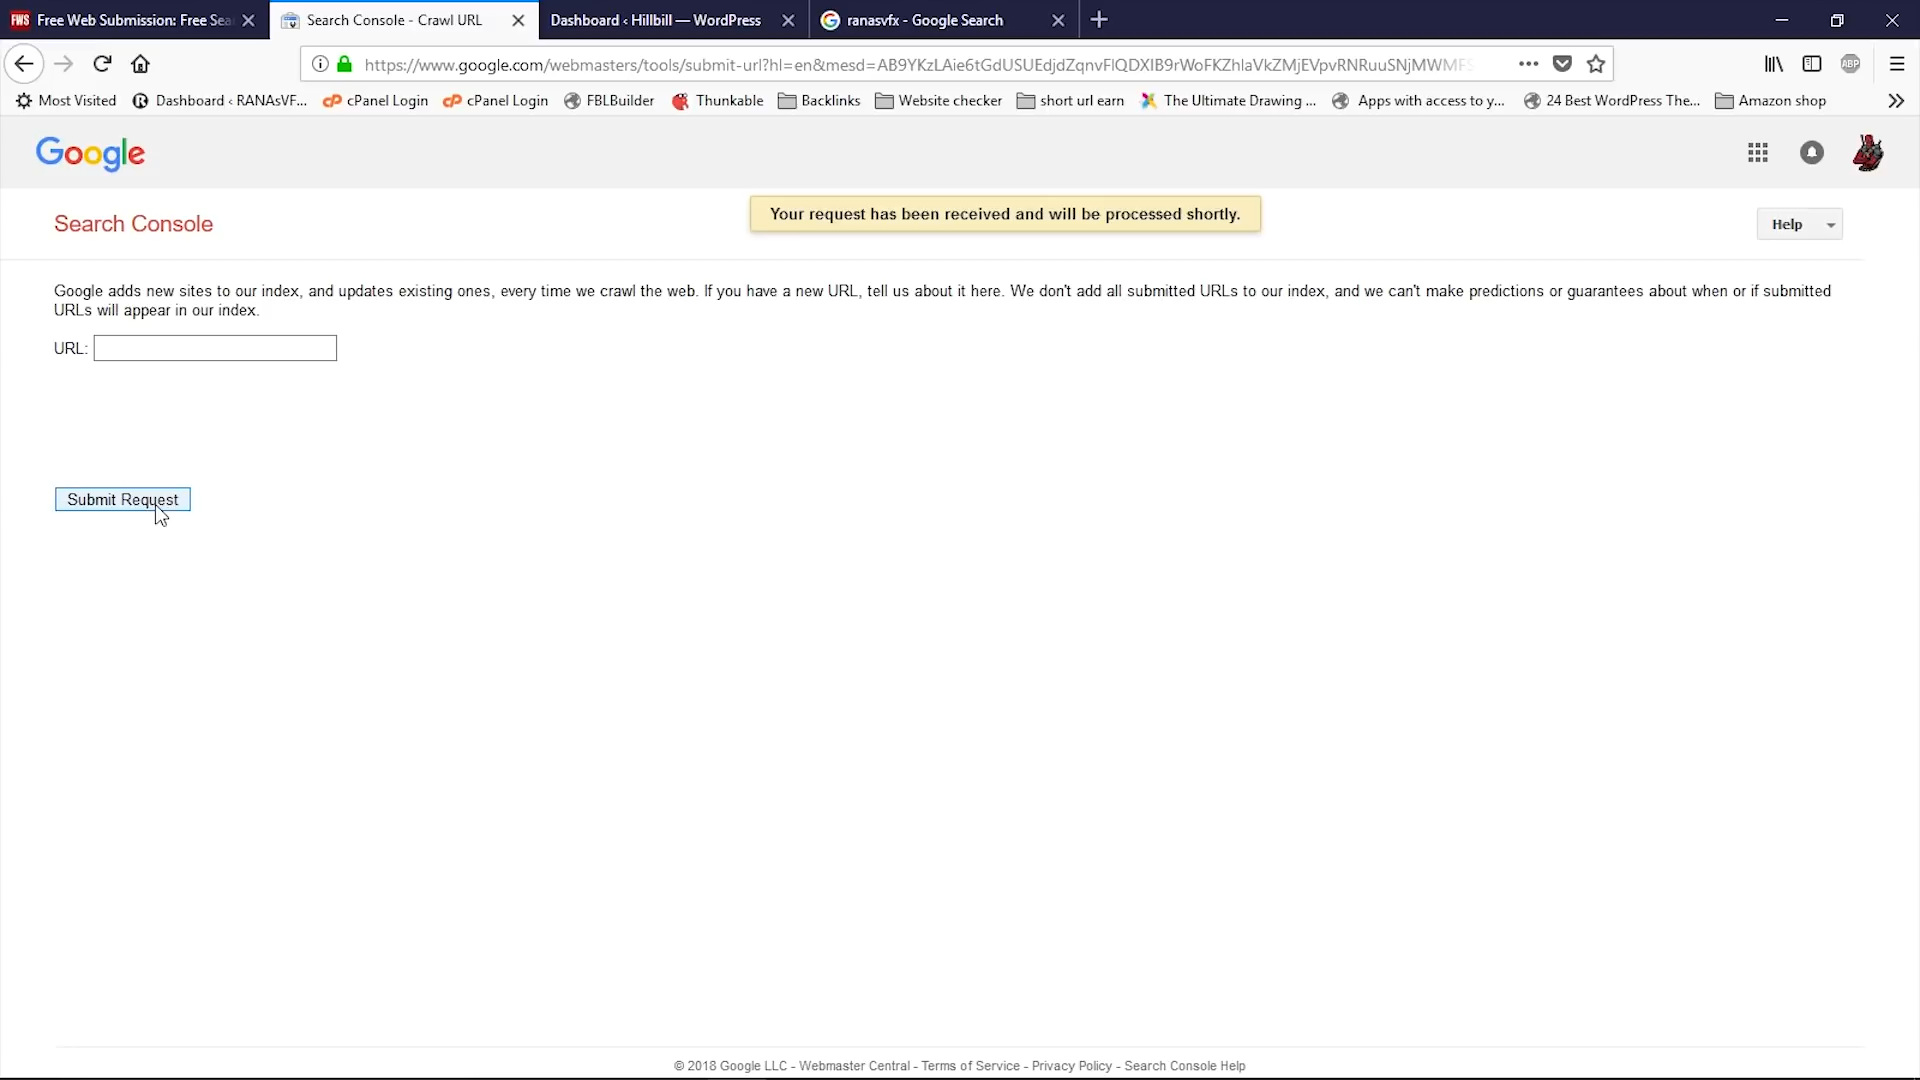 FWS Free Web Submission: Free Sea
Search Console - Crawl URL
Dashboard ‹ Hillbill — WordPress
ranasvfx - Google Search
https://www.google.com/webmasters/tools/submit-url?hl=en&mesd=
Most Visited
Dashboard ‹ RANAsVF...
cP cPanel Login
cP cPanel Login
FBLBuilder
Thunkable
Backlinks
Website checker
short url earn
The Ultimate Drawing ...
Apps with access to y...
24 Best WordPress The...
Amazon shop
ABP
Google
Search Console
Your request has been received and will be processed shortly.
Help
Google adds new sites to our index, and updates existing ones, every time we crawl the web. If you have a new URL, tell us about it here. We don't add all submitted URLs to our index, and we can't make predictions or guarantees about when or if submitted
URLs will appear in our index.
URL:
Submit Request
© 2018 Google LLC - Webmaster Central - Terms of Service - Privacy Policy - Search Console Help